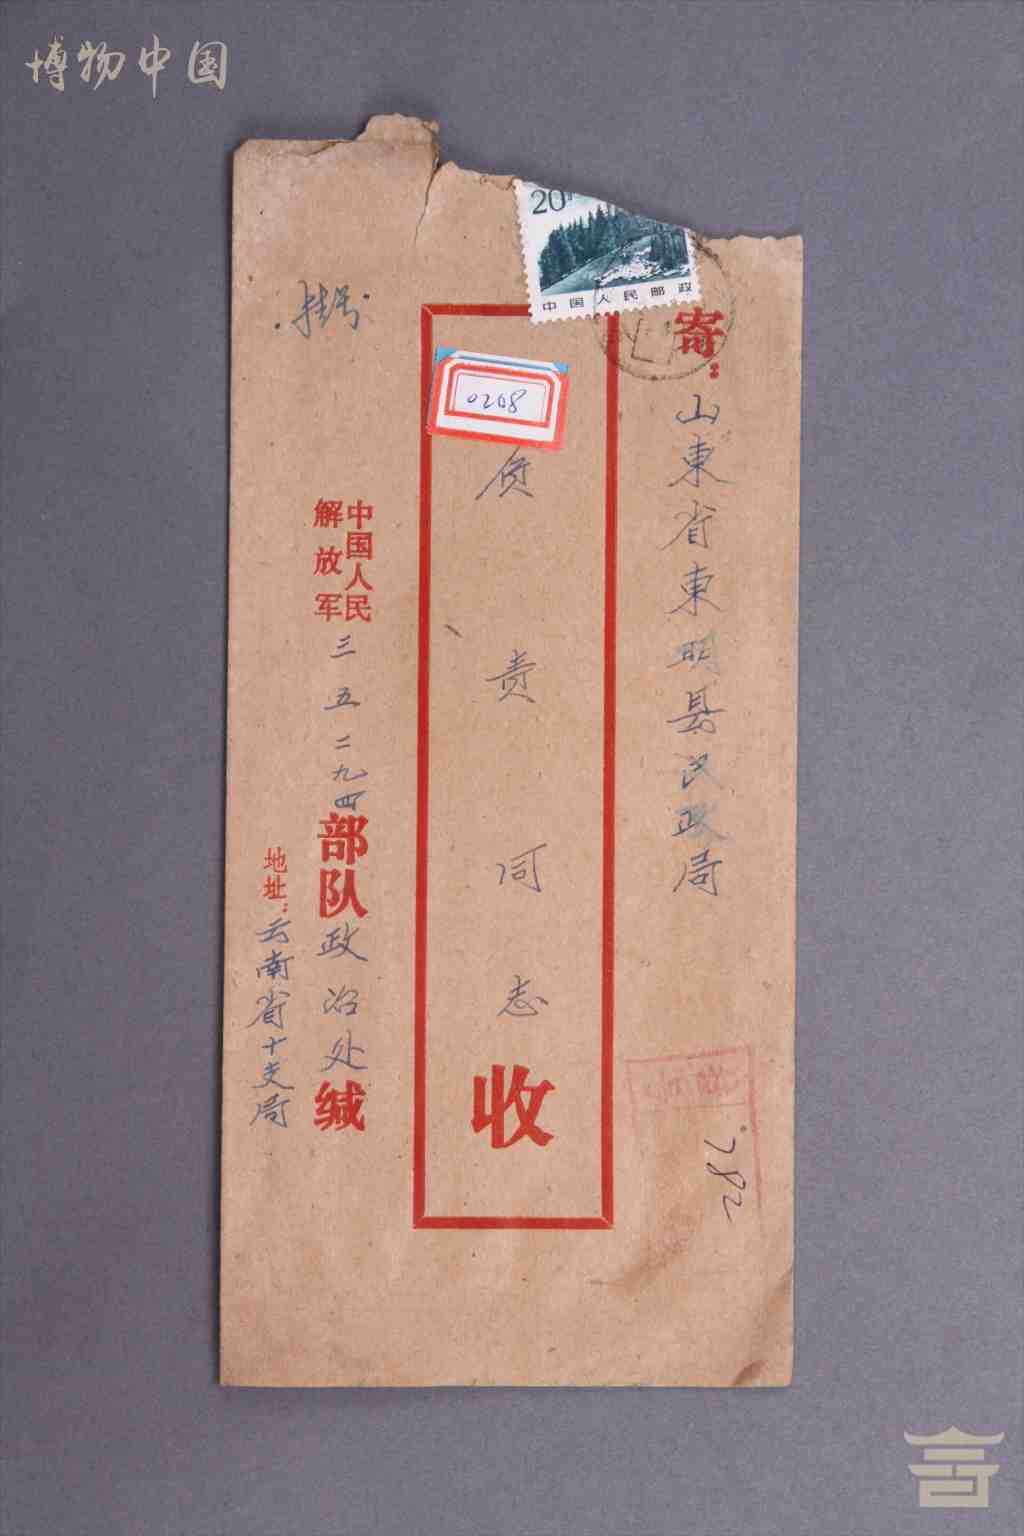 博物中国
20
中国人民邮政
寄：山東省東明县民政局
0208
负责同志收
挂号
中国人民
解放军
三五二九四部队政治处缄
地址：云南省十支局
782